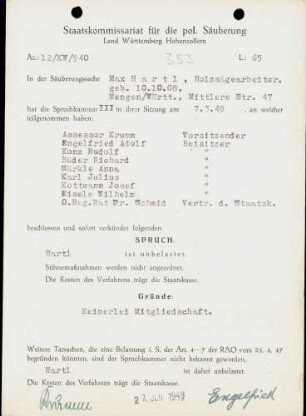 Staatskommissariat für die pol. Säuberung
Land Württemberg Hohenzollern
Az.: 12/KW/940
353
L: 65
In der Säuberungssache Max Hartl, Holzsägearbeiter,
geb. 10.10.08,
Mengen/Württ., Mittlere Str. 47
hat die Spruchkammer III in ihrer Sitzung am 7.3.49 an welcher
teilgenommen haben:
Assessor Krumm Vorsitzender
Engelfried Adolf Beisitzer
Konz Rudolf "
Bäder Richard "
Märkle Anna "
Karl Julius "
Kottmann Josef "
Eisele Wilhelm "
O.Reg.Rat Dr. Schmid Vertr. d. Staatsk.
beschlossen und sofort verkündet folgenden
SPRUCH:
Hartl ist unbelastet.
Sühnemaßnahmen werden nicht angeordnet.
Die Kosten des Verfahrens trägt die Staatskasse.
Gründe:
Keinerlei Mitgliedschaft.
Weitere Tatsachen, die eine Belastung i. S. der Art. 4—7 der RAO vom 25. 4. 47
begründen könnten, sind der Spruchkammer nicht bekannt geworden.
Hartl ist daher unbelastet.
Die Kosten des Verfahrens trägt die Staatskasse.
Krumm 1949 Engelfried